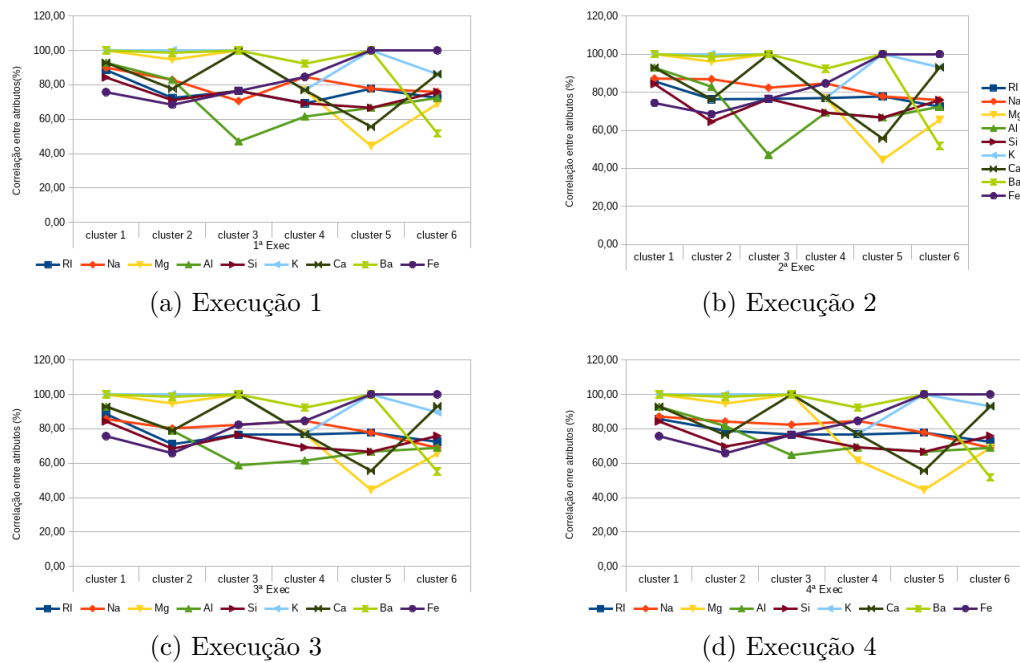 120,00
100,00
80,00
60,00
40,00
20,00
0,00
Correlação entre atributos(%)
cluster 1 cluster 2 cluster 3 cluster 4 cluster 5 cluster 6
1ª Exec
RI Na Mg Al Si K Ca Ba Fe
(a) Execução 1
120,00
100,00
80,00
60,00
40,00
20,00
0,00
Correlação entre atributos (%)
cluster 1 cluster 2 cluster 3 cluster 4 cluster 5 cluster 6
2ª Exec
RI
Na
Mg
Al
Si
K
Ca
Ba
Fe
(b) Execução 2
120,00
100,00
80,00
60,00
40,00
20,00
0,00
Correlação entre atributos (%)
cluster 1 cluster 2 cluster 3 cluster 4 cluster 5 cluster 6
3ª Exec
RI Na Mg Al Si K Ca Ba Fe
(c) Execução 3
120,00
100,00
80,00
60,00
40,00
20,00
0,00
Correlação enre atributos (%)
cluster 1 cluster 2 cluster 3 cluster 4 cluster 5 cluster 6
4ª Exec
RI Na Mg Al Si K Ca Ba Fe
(d) Execução 4